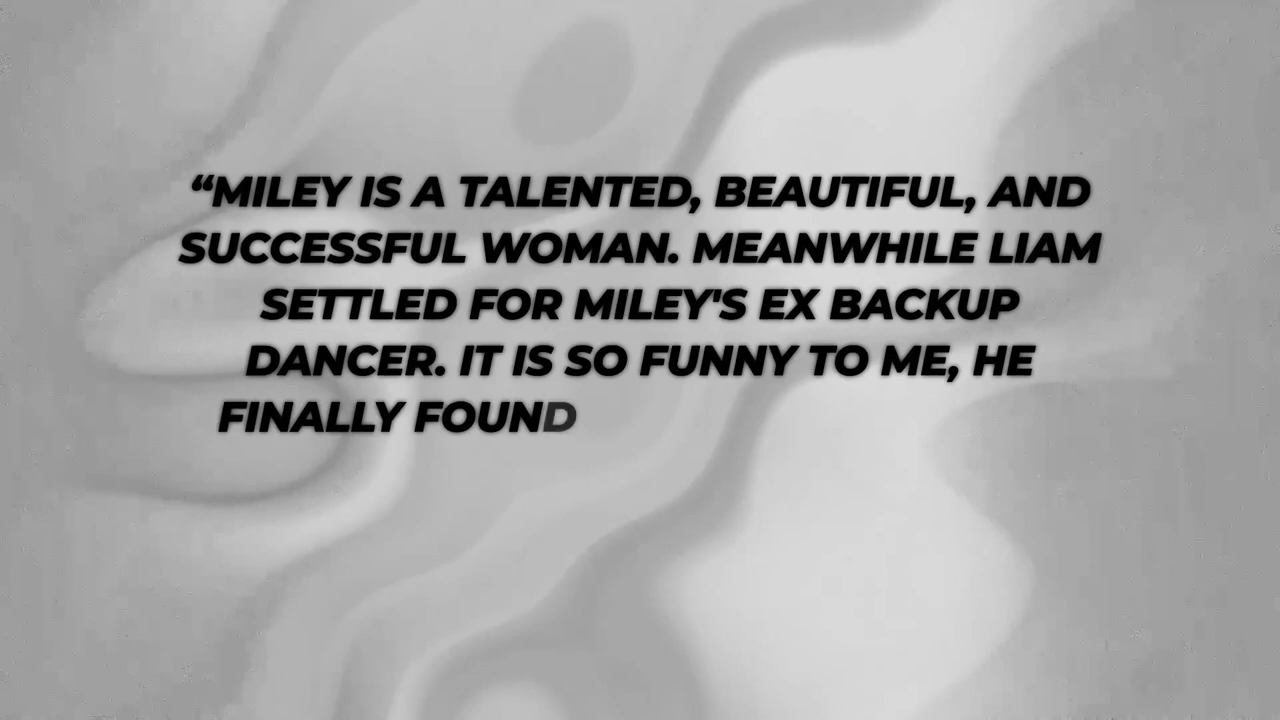 “MILEY IS A TALENTED, BEAUTIFUL, AND
SUCCESSFUL WOMAN. MEANWHILE LIAM
SETTLED FOR MILEY'S EX BACKUP
DANCER. IT IS SO FUNNY TO ME, HE
FINALLY FOUND